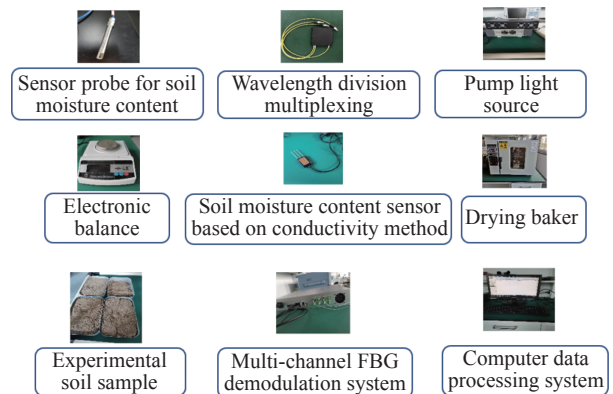 Sensor probe for soil
moisture content
Wavelength division
multiplexing
Pump light
source
Electronic
balance
Soil moisture content sensor
based on conductivity method
Drying baker
Experimental
soil sample
Multi-channel FBG
demodulation system
Computer data
processing system